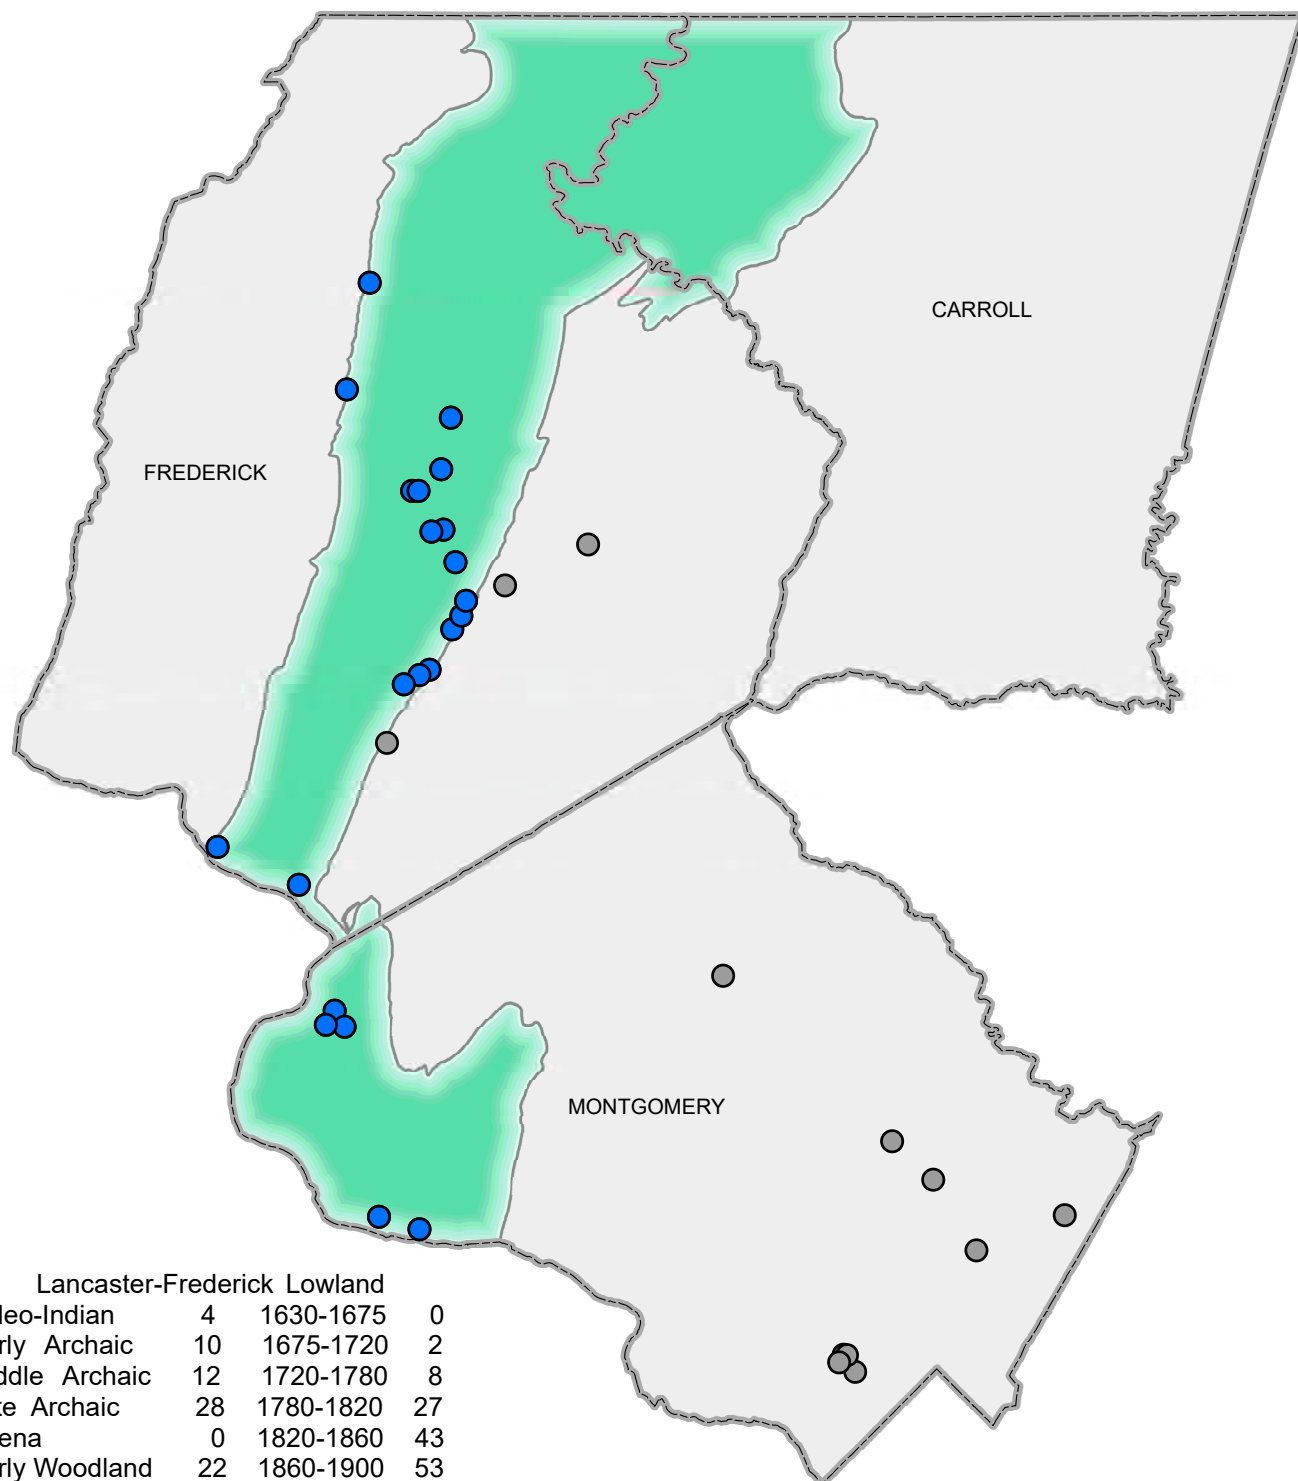 CARROLL
FREDERICK
MONTGOMERY
Lancaster-Frederick Lowland
leo-Indian 4 1630-1675 0
rly Archaic 10 1675-1720 2
ddle Archaic 12 1720-1780 8
te Archaic 28 1780-1820 27
ena 0 1820-1860 43
rly Woodland 22 1860-1900 53